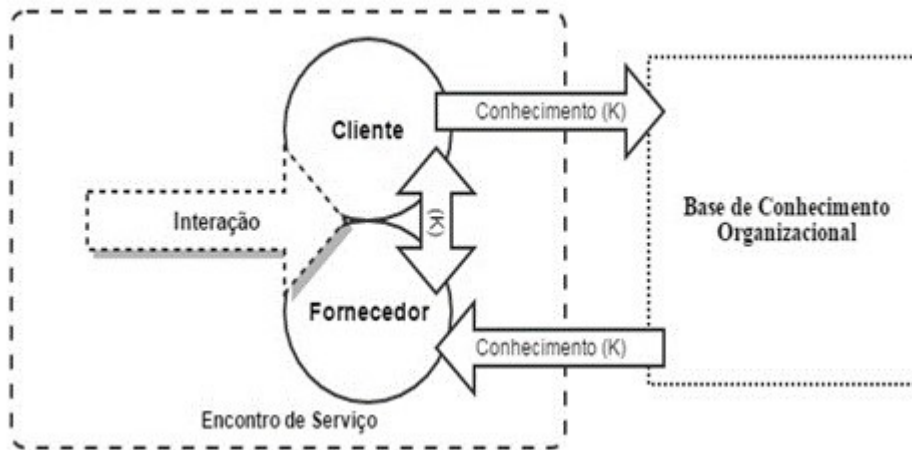 Cliente
Conhecimento (K)
Interação
(K)
Base de Conhecimento
Organizacional
Fornecedor
Conhecimento (K)
Encontro de Serviço